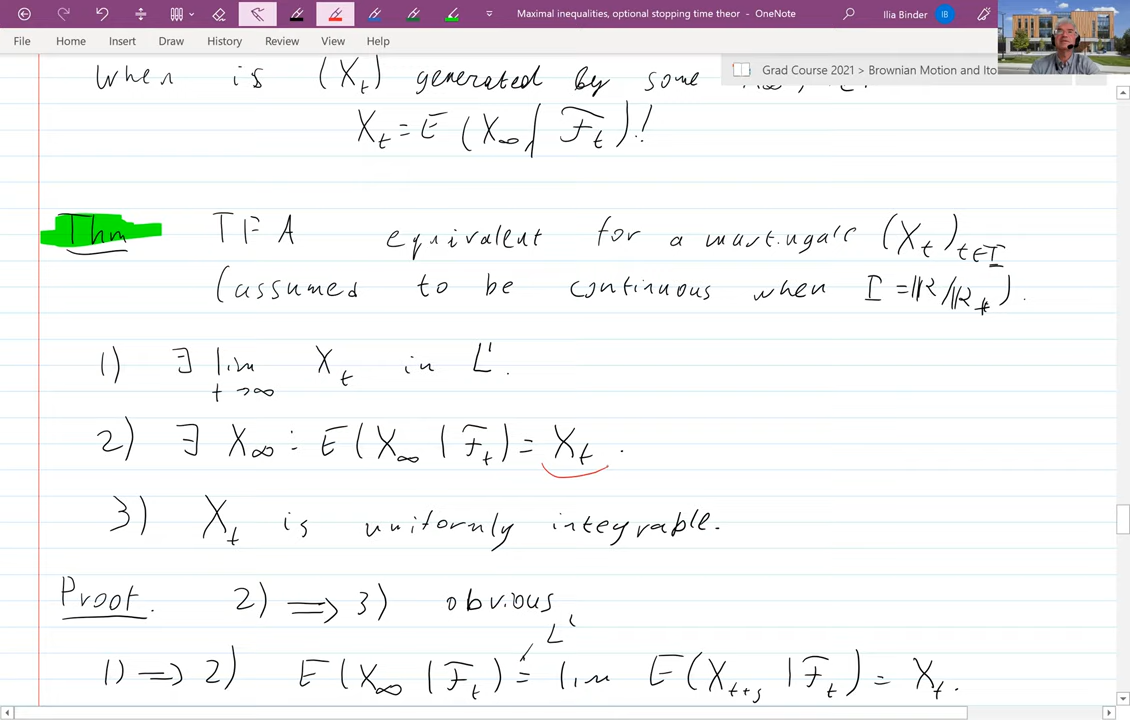 Maximal inequalities, optional stopping time theor - OneNote
Ilia Binder
IB
File Home Insert Draw History Review View Help
Grad Course 2021 > Brownian Motion and Ito
When is (X_t) generated by some
X_t = E(X_∞ | F_t)!
Thm TFA equivalent for a martingale (X_t)_{t∈I}
(assumed to be continuous when I = ℝ/ℝ_+).
1) ∃ lim_{t→∞} X_t in L¹.
2) ∃ X_∞ : E(X_∞ | F_t) = X_t.
3) X_t is uniformly integrable.
Proof. 2) ⟹ 3) obvious
L¹
1) ⟹ 2) E(X_∞ | F_t) = lim E(X_{t+s} | F_t) = X_t.